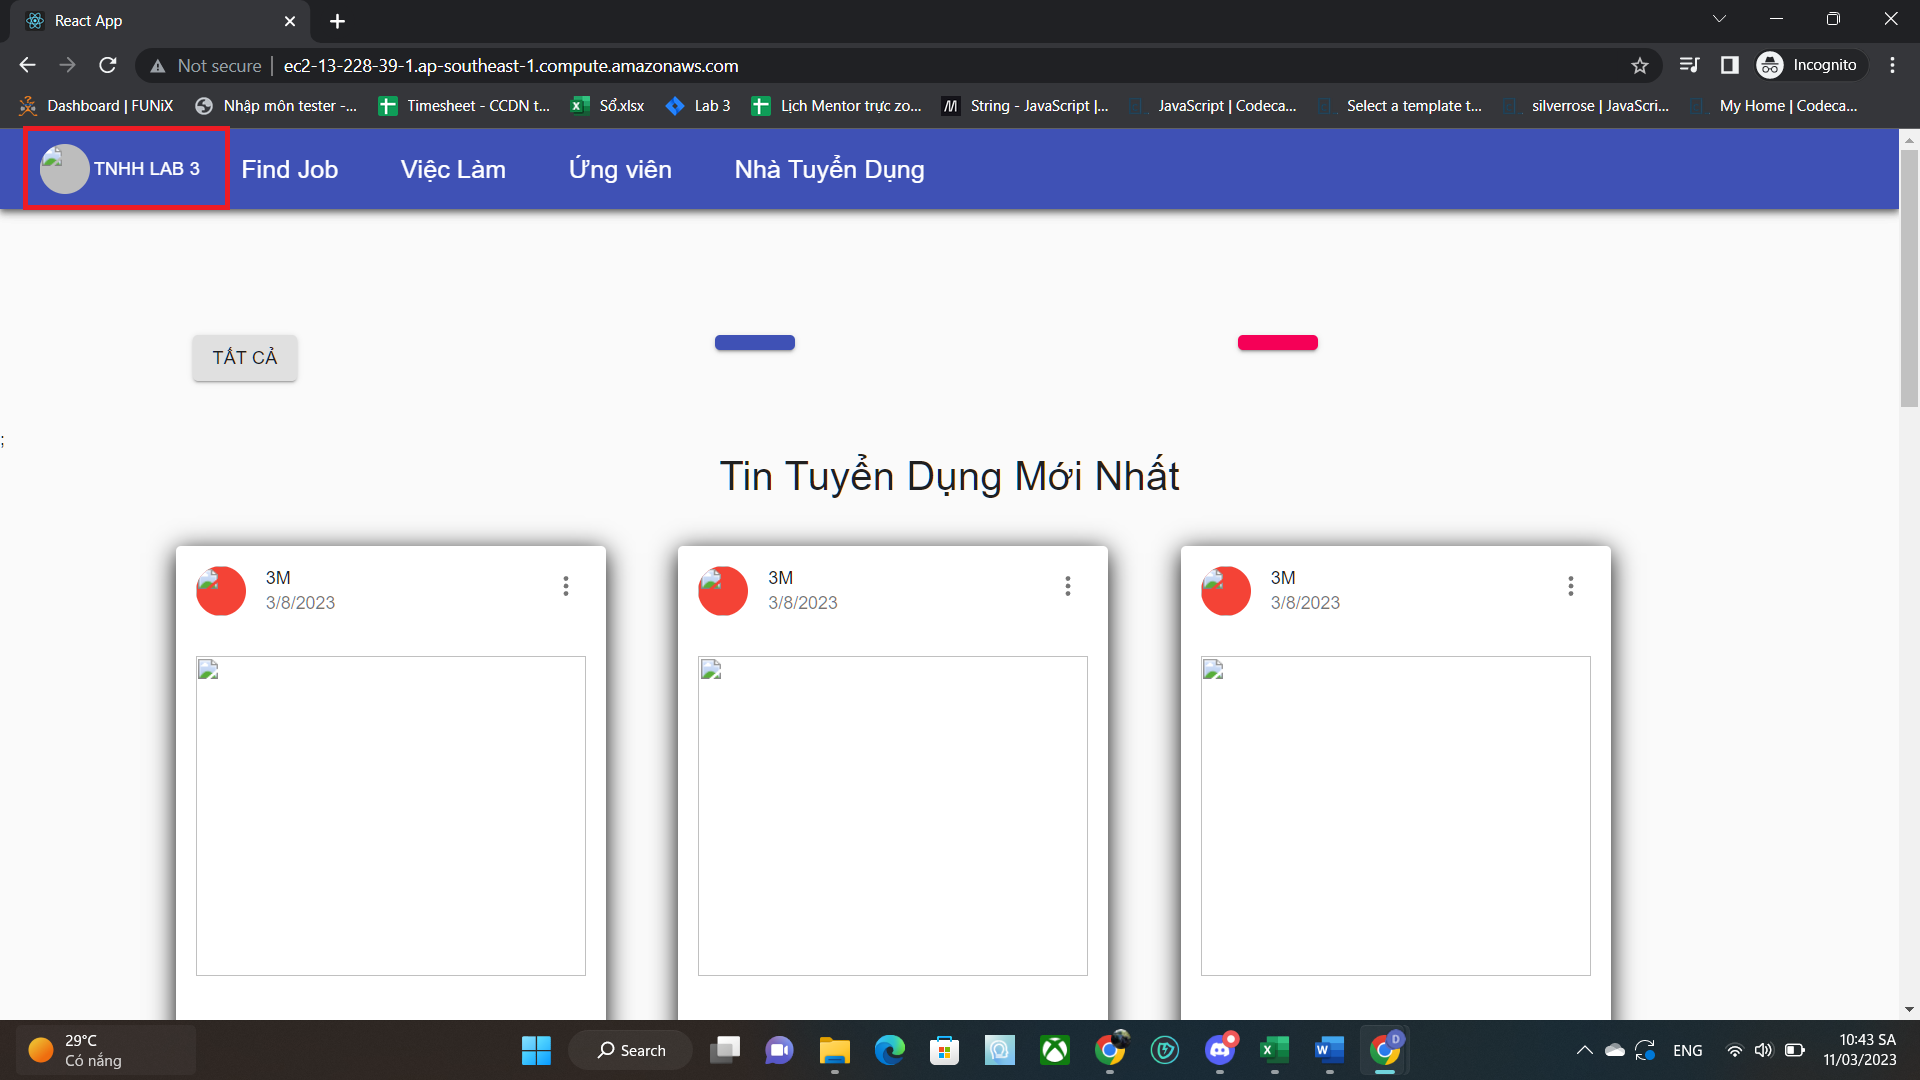 React App
Not secure
ec2-13-228-39-1.ap-southeast-1.compute.amazonaws.com
Incognito
Dashboard | FUNiX
Nhập môn tester -...
Timesheet - CCDN t...
Sổ.xlsx
Lab 3
Lịch Mentor trực zo...
String - JavaScript |...
JavaScript | Codeca...
Select a template t...
silverrose | JavaScri...
My Home | Codeca...
TNHH LAB 3
Find Job
Việc Làm
Ứng viên
Nhà Tuyển Dụng
TẤT CẢ
;
Tin Tuyển Dụng Mới Nhất
3M
3/8/2023
3M
3/8/2023
3M
3/8/2023
29°C
Có nắng
Search
D
ENG
10:43 SA
11/03/2023